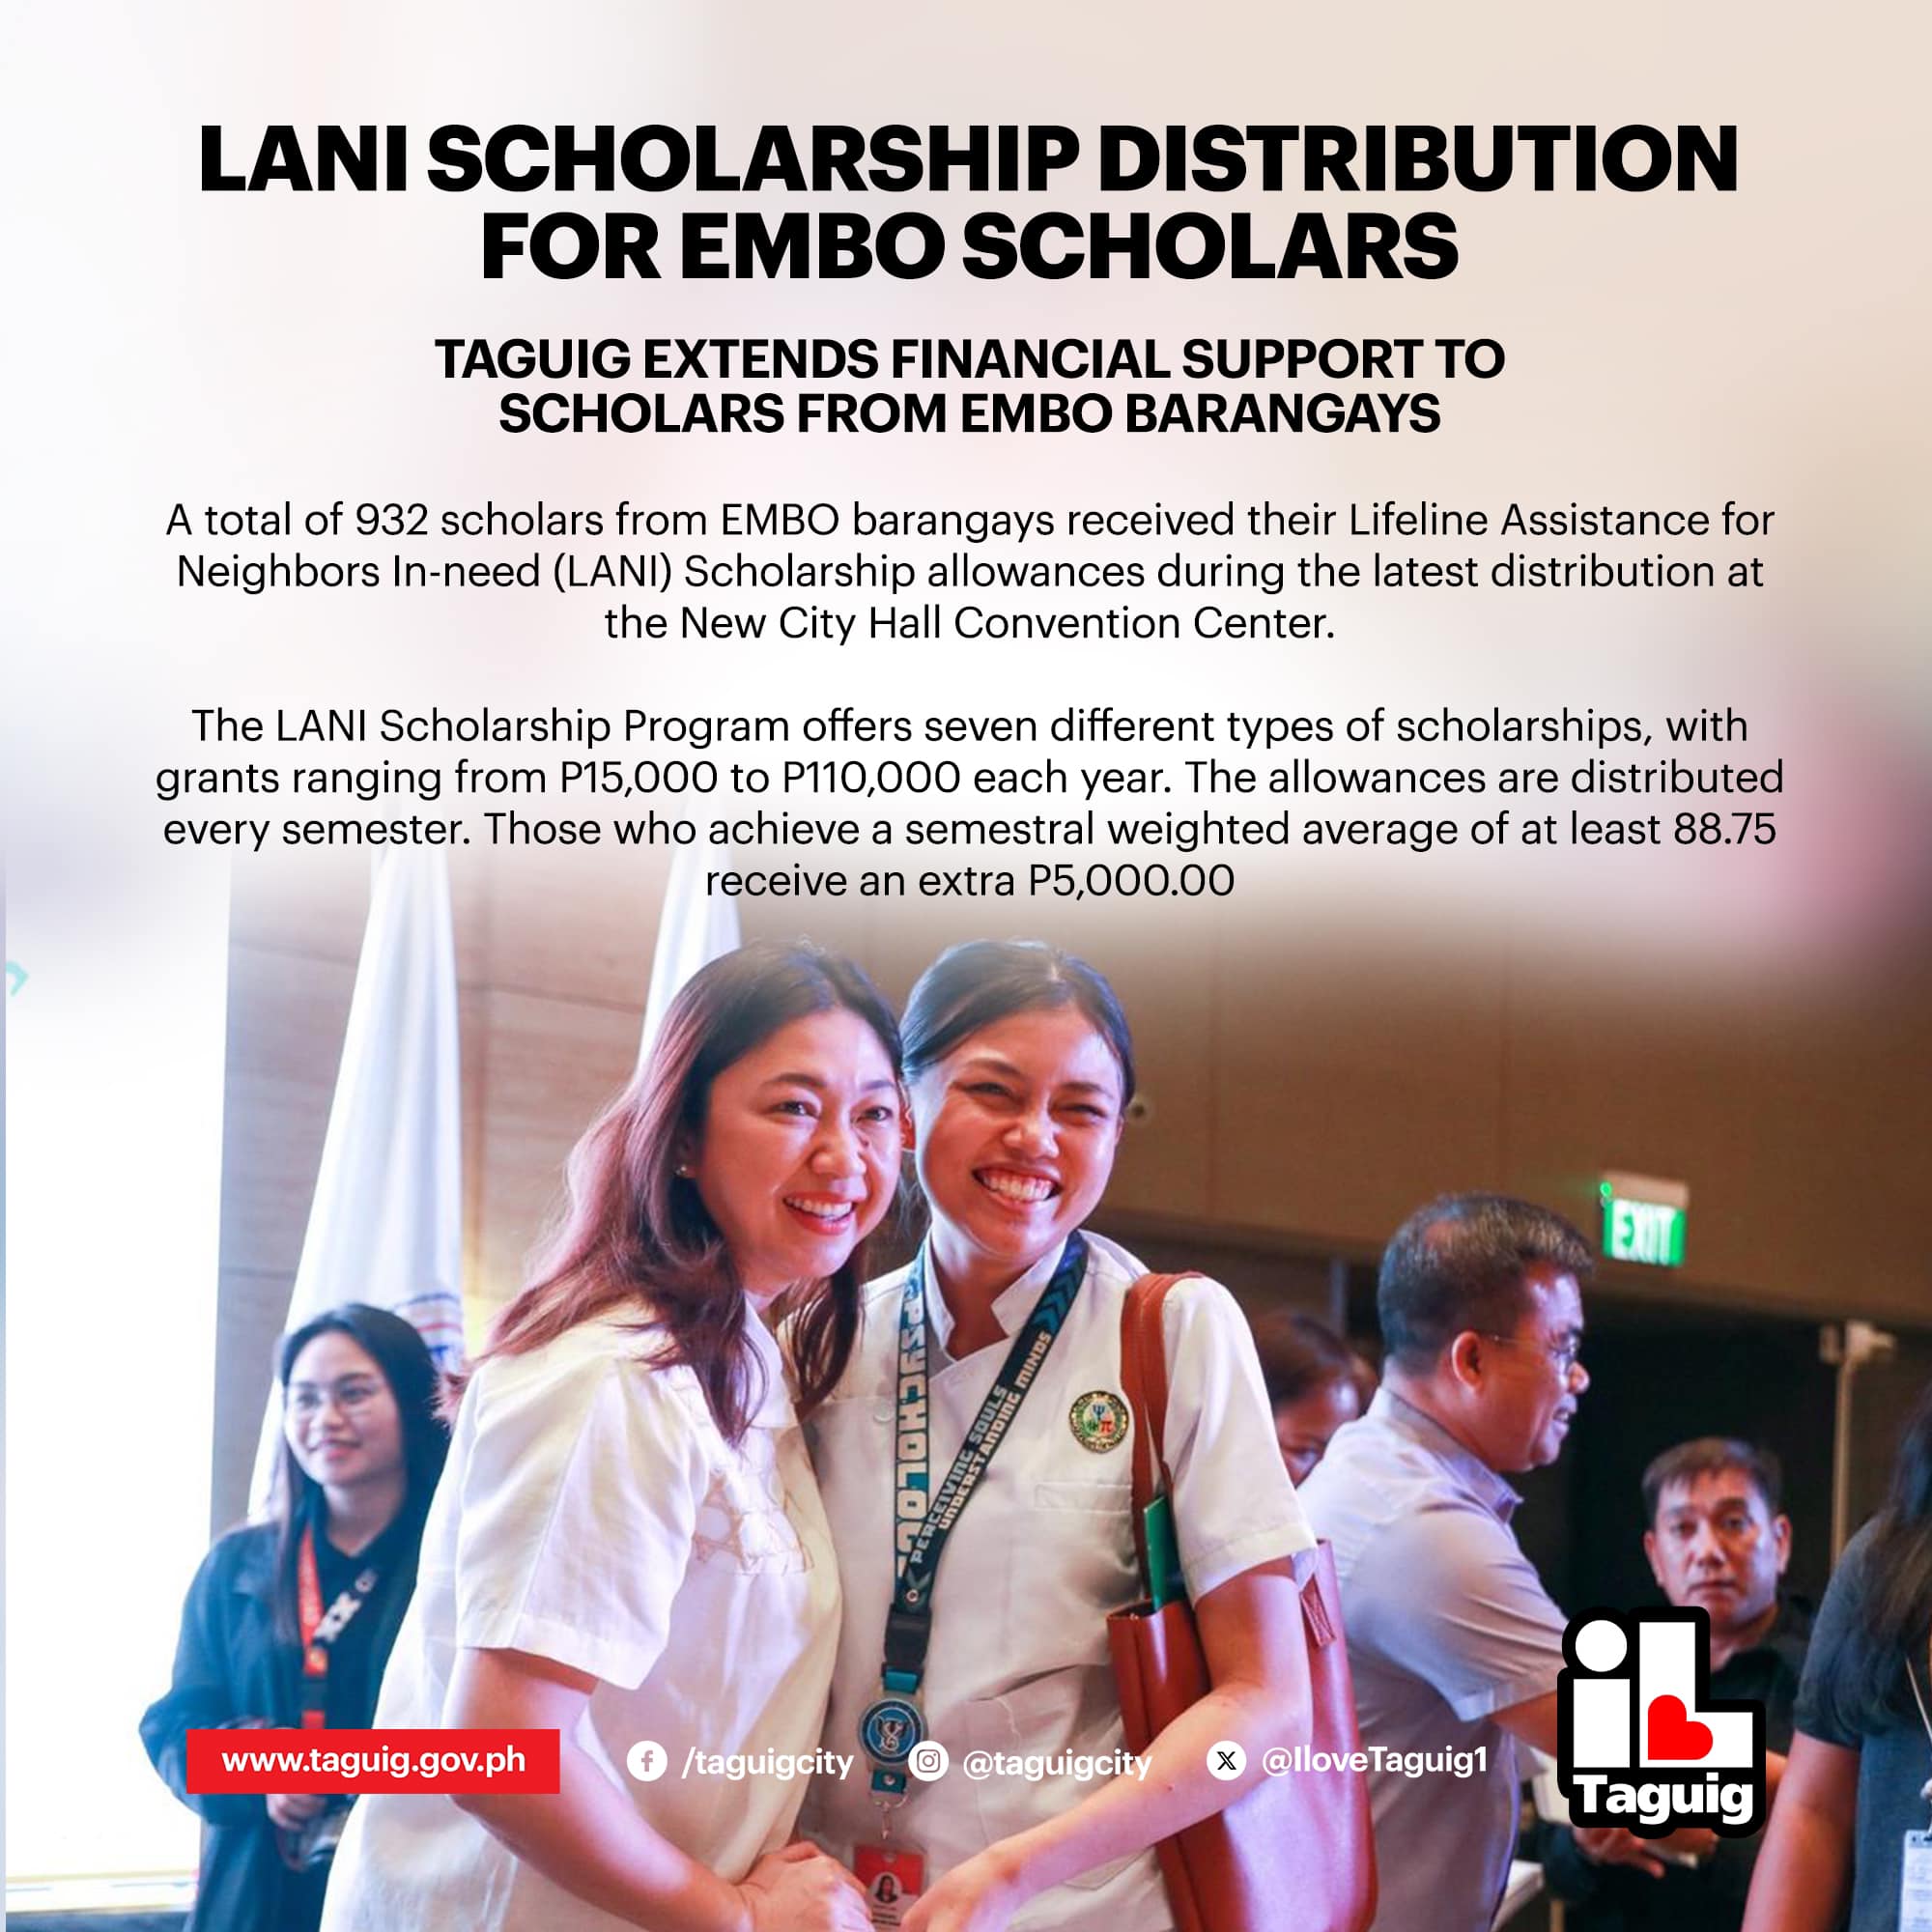 LANI SCHOLARSHIP DISTRIBUTION
FOR EMBO SCHOLARS
TAGUIG EXTENDS FINANCIAL SUPPORT TO
SCHOLARS FROM EMBO BARANGAYS
A total of 932 scholars from EMBO barangays received their Lifeline Assistance for
Neighbors In-need (LANI) Scholarship allowances during the latest distribution at
the New City Hall Convention Center.
The LANI Scholarship Program offers seven different types of scholarships, with
grants ranging from P15,000 to P110,000 each year. The allowances are distributed
every semester. Those who achieve a semestral weighted average of at least 88.75
receive an extra P5,000.00
EXIT
PSYCHOLOGY
PERCEIVING SOULS
UNDERSTANDING MINDS
www.taguig.gov.ph
/taguigcity
@taguigcity
@IloveTaguig1
iL
Taguig